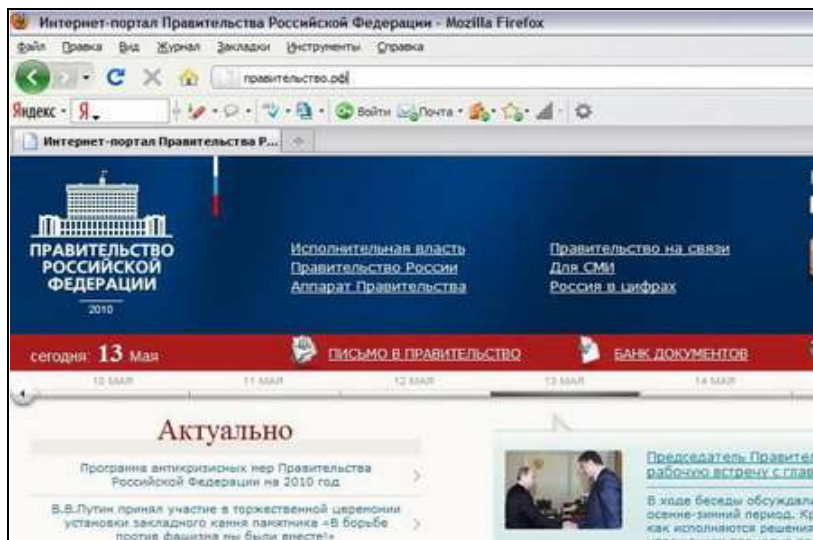 Интернет-портал Правительства Российской Федерации - Mozilla Firefox
Файл Правка Вид Журнал Закладки Инструменты Справка
правительство.рф
Яндекс Я Войти Почта
Интернет-портал Правительства Р...
ПРАВИТЕЛЬСТВО
РОССИЙСКОЙ
ФЕДЕРАЦИИ
2010
Исполнительная власть
Правительство России
Аппарат Правительства
Правительство на связи
Для СМИ
Россия в цифрах
сегодня: 13 Мая
ПИСЬМО В ПРАВИТЕЛЬСТВО
БАНК ДОКУМЕНТОВ
10 МАЯ 11 МАЯ 12 МАЯ 13 МАЯ 14 МАЯ
Актуально
Программа антикризисных мер Правительства
Российской Федерации на 2010 год
В.В.Путин принял участие в торжественной церемонии
установки закладного камня памятника «В борьбе
против фашизма мы были вместе!»
Председатель Правител
рабочую встречу с глав
В ходе беседы обсуждали
осенне-зимний период. Кр
как исполняются решения